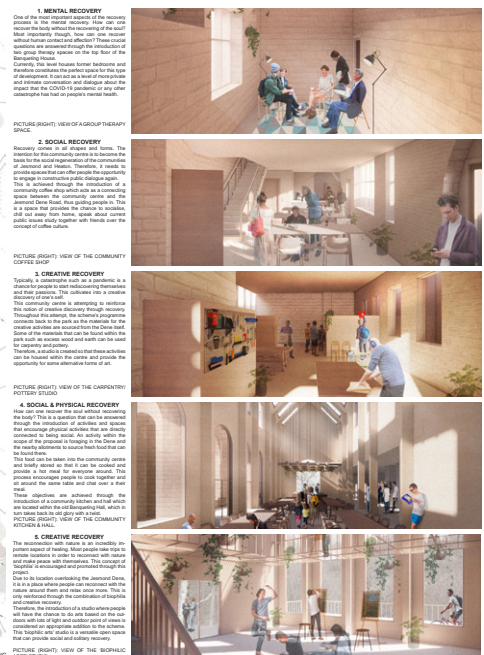 1. MENTAL RECOVERY
One of the most important aspects of the recovery
process is the mental recovery. How can one
recover the body without the recovering of the soul?
Most importantly though, how can one recover
without human contact and affection? These crucial
questions are answered through the introduction of
two group therapy spaces on the top floor of the
Banqueting House.
Currently, this level houses former bedrooms and
therefore constitutes the perfect space for this type
of development. It can act as a level of more private
and intimate conversation and dialogue about the
impact that the COVID-19 pandemic or any other
catastrophe has had on people's mental health.
PICTURE (RIGHT): VIEW OF A GROUP THERAPY
SPACE.
2. SOCIAL RECOVERY
Recovery comes in all shapes and forms. The
intention for this community centre is to become the
basis for the social regeneration of the communities
of Jesmond and Heaton. Therefore, it needs to
provide spaces that can offer people the opportunity
to engage in constructive public dialogue again.
This is achieved through the introduction of a
community coffee shop which acts as a connecting
space between the community centre and the
Jesmond Dene Road, thus guiding people in. This
is a space that provides the chance to socialise,
chill out away from home, speak about current
public issues study together with friends over the
concept of coffee culture.
PICTURE (RIGHT): VIEW OF THE COMMUNITY
COFFEE SHOP
3. CREATIVE RECOVERY
Typically, a catastrophe such as a pandemic is a
chance for people to start rediscovering themselves
and their passions. This cultivates into a creative
discovery of one's self.
This community centre is attempting to reinforce
this notion of creative discovery through recovery.
Throughout this attempt, the scheme's programme
connects back to the park as the materials for the
creative activities are sourced from the Dene itself.
Some of the materials that can be found within the
park such as excess wood and earth can be used
for carpentry and pottery.
Therefore, a studio is created so that these activities
can be housed within the centre and provide the
opportunity for some alternative forms of art.
PICTURE (RIGHT): VIEW OF THE CARPENTRY/
POTTERY STUDIO
4. SOCIAL & PHYSICAL RECOVERY
How can one recover the soul without recovering
the body? This is a question that can be answered
through the introduction of activities and spaces
that encourage physical activities that are directly
connected to being social. An activity within the
scope of the proposal is foraging in the Dene and
the nearby allotments to source fresh food that can
be found there.
This food can be taken into the community centre
and briefly stored so that it can be cooked and
provide a hot meal for everyone around. This
process encourages people to cook together and
sit around the same table and chat over a their
meal.
These objectives are achieved through the
introduction of a community kitchen and hall which
are located within the old Banqueting Hall, which in
turn takes back its old glory with a twist.
PICTURE (RIGHT): VIEW OF THE COMMUNITY
KITCHEN & HALL.
5. CREATIVE RECOVERY
The reconnection with nature is an incredibly im-
portant aspect of healing. Most people take trips to
remote locations in order to reconnect with nature
and make peace with themselves. This concept of
'biophilia' is encouraged and promoted through this
project.
Due to its location overlooking the Jesmond Dene,
it is in a place where people can reconnect with the
nature around them and relax once more. This is
only reinforced through the combination of biophilia
and creative recovery.
Therefore, the introduction of a studio where people
will have the chance to do arts based on the out-
doors with lots of light and outdoor point of views is
considered an appropriate addition to the scheme.
This 'biophilic arts' studio is a versatile open space
that can provide social and solitary recovery.
PICTURE (RIGHT): VIEW OF THE BIOPHILIC